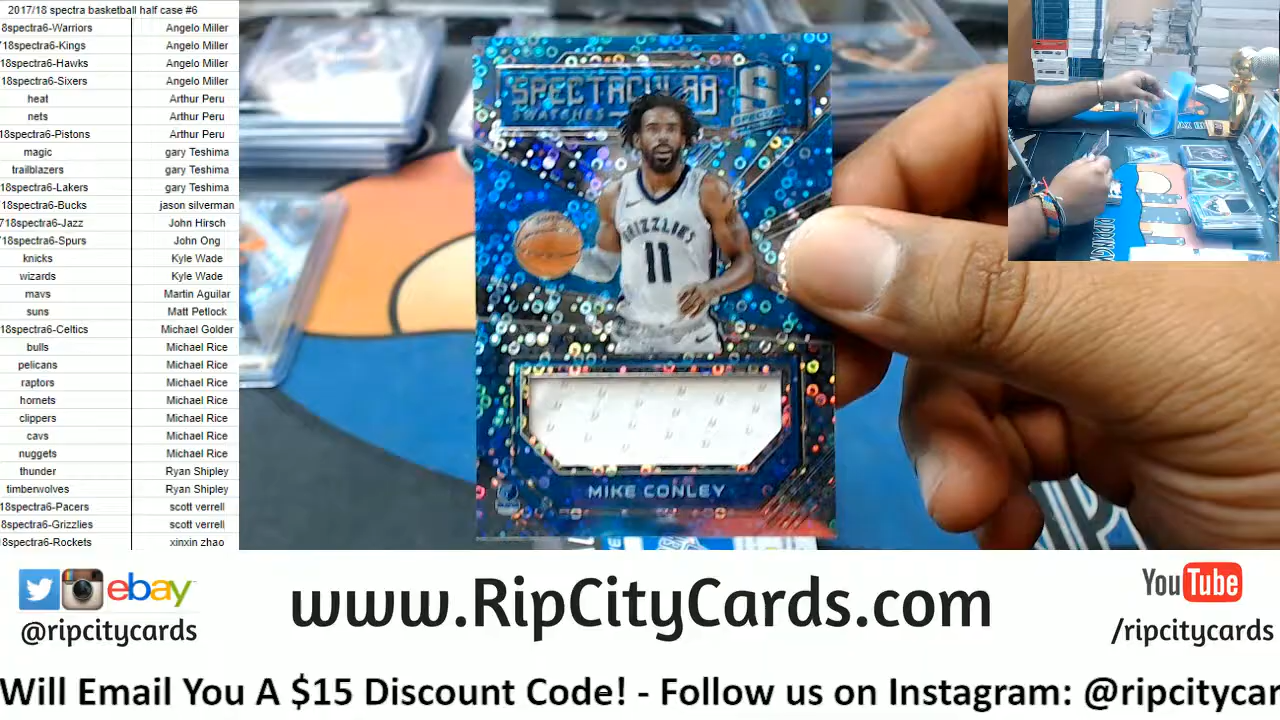 2017/18 spectra basketball half case #6
8spectra6-Warriors Angelo Miller
718spectra6-Kings Angelo Miller
18spectra6-Hawks Angelo Miller
18spectra6-Sixers Angelo Miller
heat Arthur Peru
nets Arthur Peru
18spectra6-Pistons Arthur Peru
magic gary Teshima
trailblazers gary Teshima
18spectra6-Lakers gary Teshima
18spectra6-Bucks jason silverman
718spectra6-Jazz John Hirsch
18spectra6-Spurs John Ong
knicks Kyle Wade
wizards Kyle Wade
mavs Martin Aguilar
suns Matt Petlock
18spectra6-Celtics Michael Golder
bulls Michael Rice
pelicans Michael Rice
raptors Michael Rice
hornets Michael Rice
clippers Michael Rice
cavs Michael Rice
nuggets Michael Rice
thunder Ryan Shipley
timberwolves Ryan Shipley
18spectra6-Pacers scott verrell
8spectra6-Grizzlies scott verrell
18spectra6-Rockets xinxin zhao
SPECTACULAR
SWATCHES
S
SPECTRA
GRIZZLIES
11
MIKE CONLEY
ebay
@ripcitycards
www.RipCityCards.com
YouTube
/ripcitycards
Will Email You A $15 Discount Code! - Follow us on Instagram: @ripcitycar